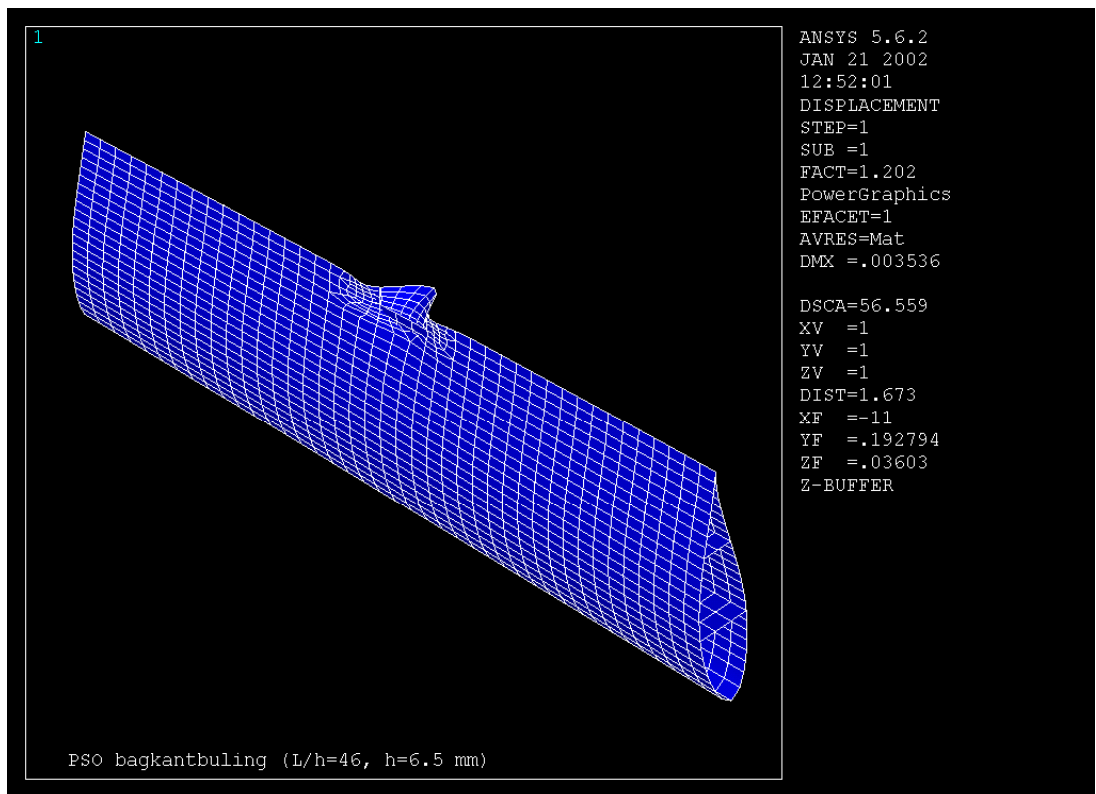 1
ANSYS 5.6.2
JAN 21 2002
12:52:01
DISPLACEMENT
STEP=1
SUB =1
FACT=1.202
PowerGraphics
EFACET=1
AVRES=Mat
DMX =.003536
DSCA=56.559
XV =1
YV =1
ZV =1
DIST=1.673
XF =-11
YF =.192794
ZF =.03603
Z-BUFFER
PSO bagkantbuling (L/h=46, h=6.5 mm)